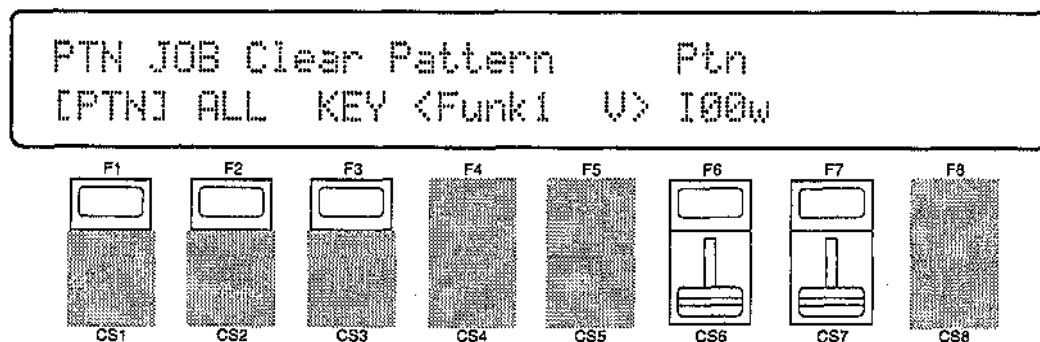 PTN JOB Clear Pattern Ptn
[PTN] ALL KEY <Funk1 V> I00w
F1 F2 F3 F4 F5 F6 F7 F8
CS1 CS2 CS3 CS4 CS5 CS6 CS7 CS8